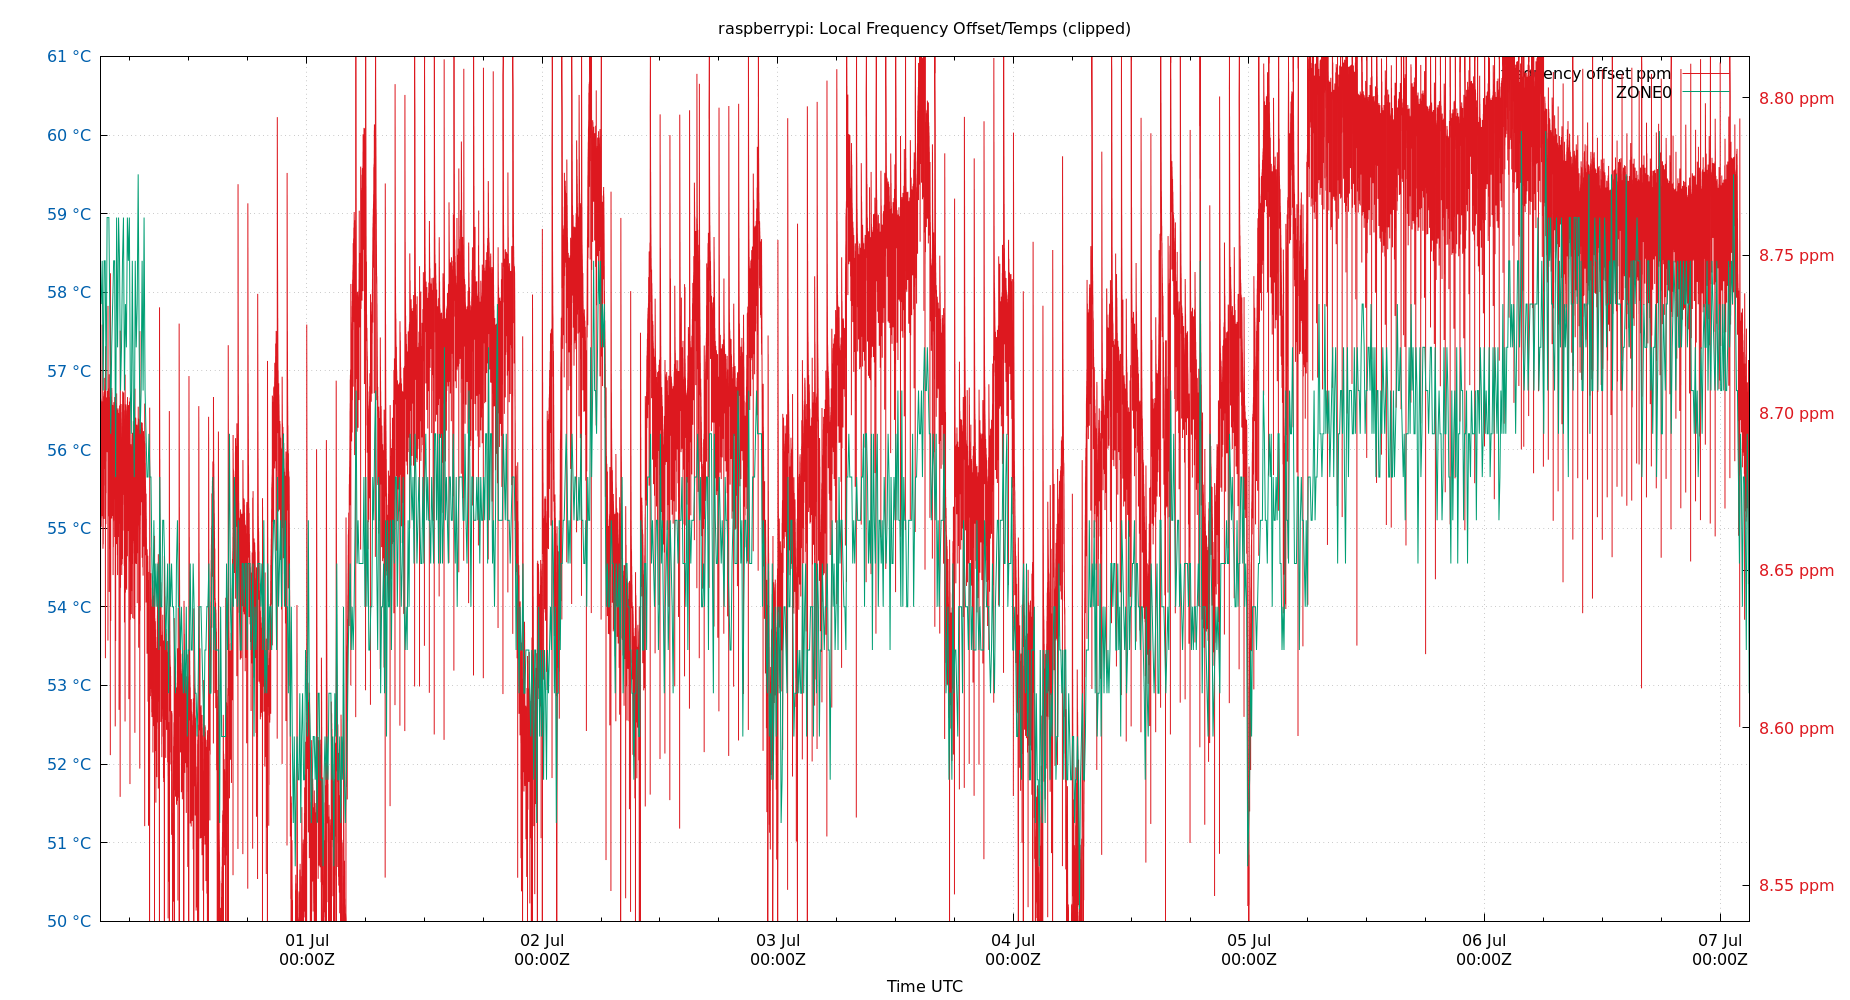 raspberrypi: Local Frequency Offset/Temps (clipped)
61 °C
60 °C
59 °C
58 °C
57 °C
56 °C
55 °C
54 °C
53 °C
52 °C
51 °C
50 °C
offset ppm
ZONE0
8.80 ppm
8.75 ppm
8.70 ppm
8.65 ppm
8.60 ppm
8.55 ppm
01 Jul 02 Jul 03 Jul 04 Jul 05 Jul 06 Jul 07 Jul
00:00Z 00:00Z 00:00Z 00:00Z 00:00Z 00:00Z 00:00Z
Time UTC